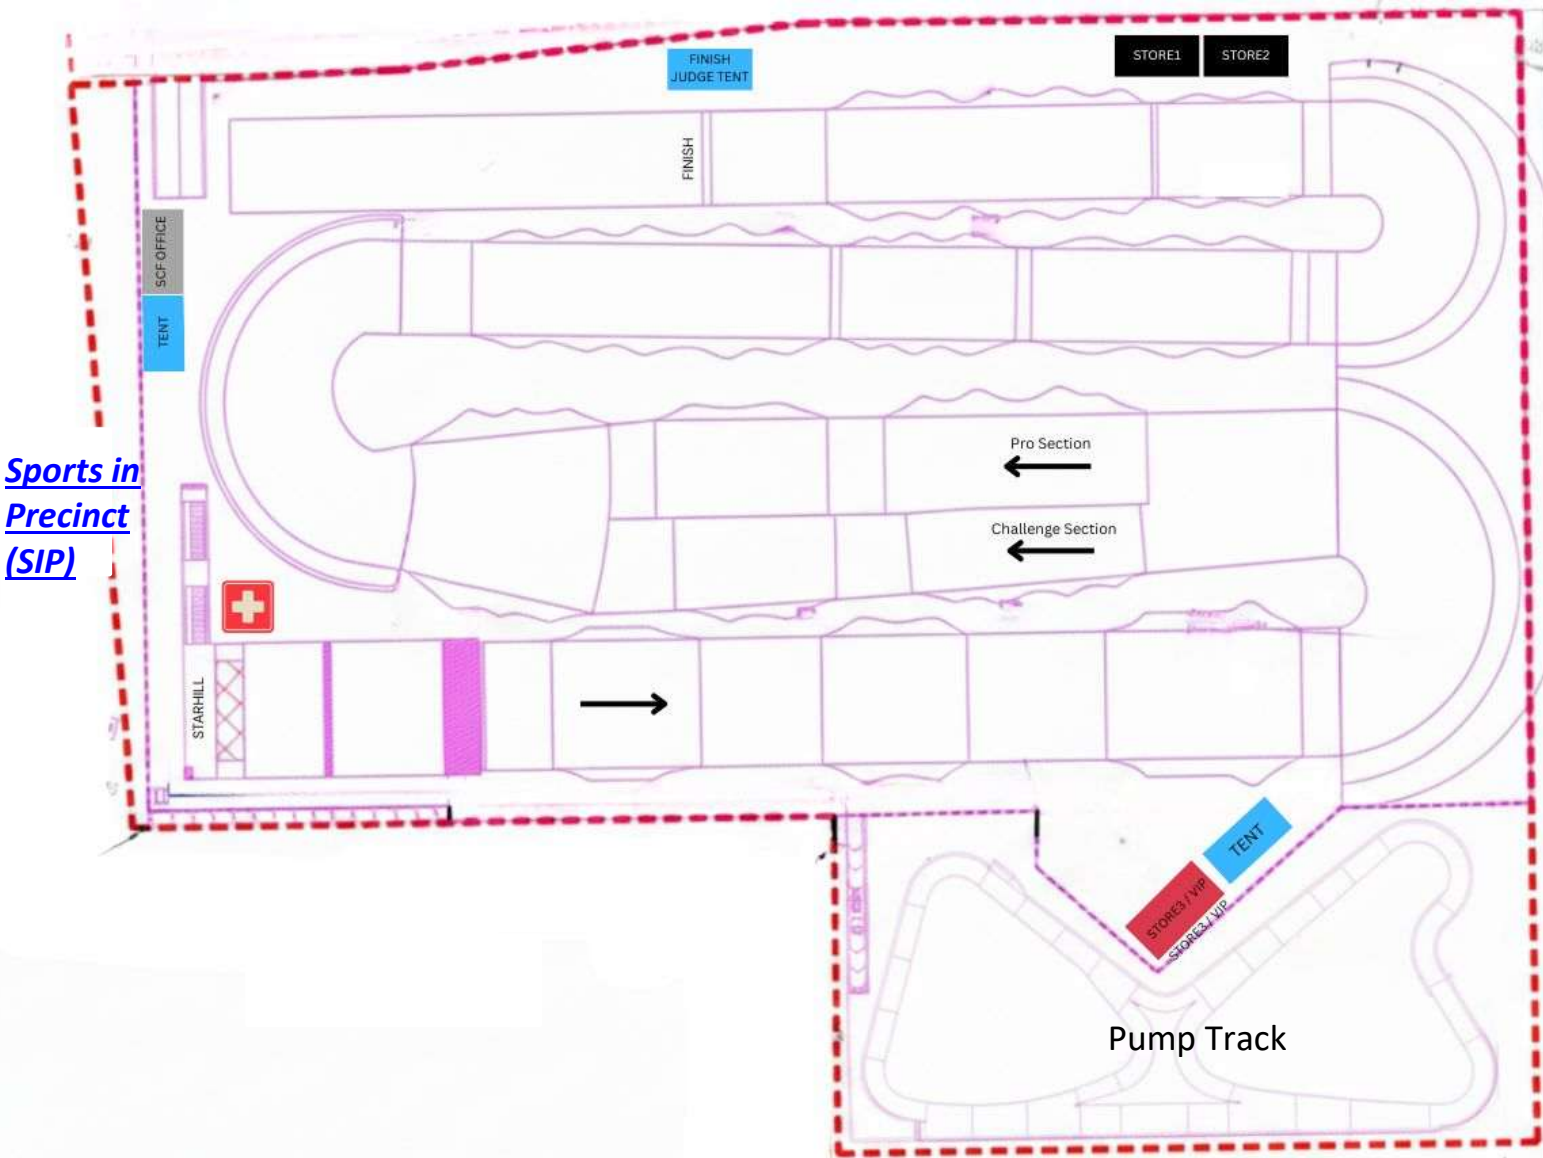 FINISH
JUDGE TENT
STORE1
STORE2
FINISH
SCF OFFICE
TENT
Sports in
Precinct
(SIP)
Pro Section
Challenge Section
STARHILL
TENT
STORE3 / VIP
STORE3 / VIP
Pump Track